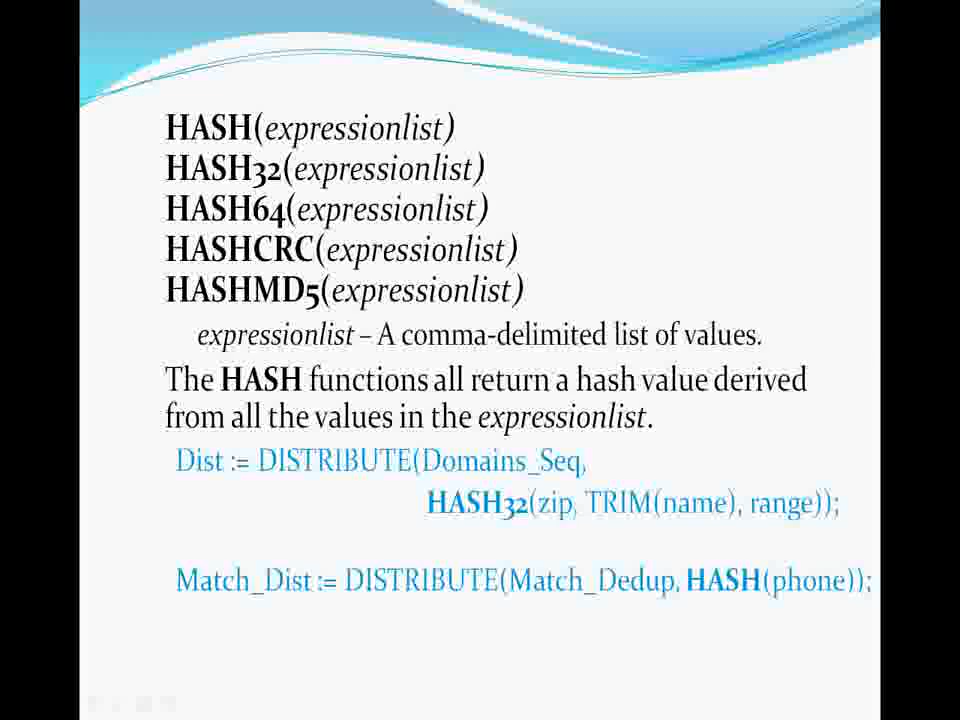 HASH(expressionlist)
HASH32(expressionlist)
HASH64(expressionlist)
HASHCRC(expressionlist)
HASHMD5(expressionlist)
expressionlist – A comma-delimited list of values.
The HASH functions all return a hash value derived
from all the values in the expressionlist.
Dist := DISTRIBUTE(Domains_Seq,
HASH32(zip, TRIM(name), range));
Match_Dist := DISTRIBUTE(Match_Dedup, HASH(phone));